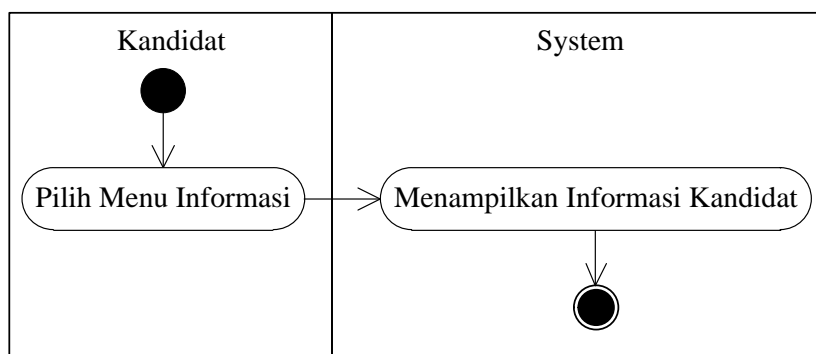 Kandidat
System
Pilih Menu Informasi
Menampilkan Informasi Kandidat